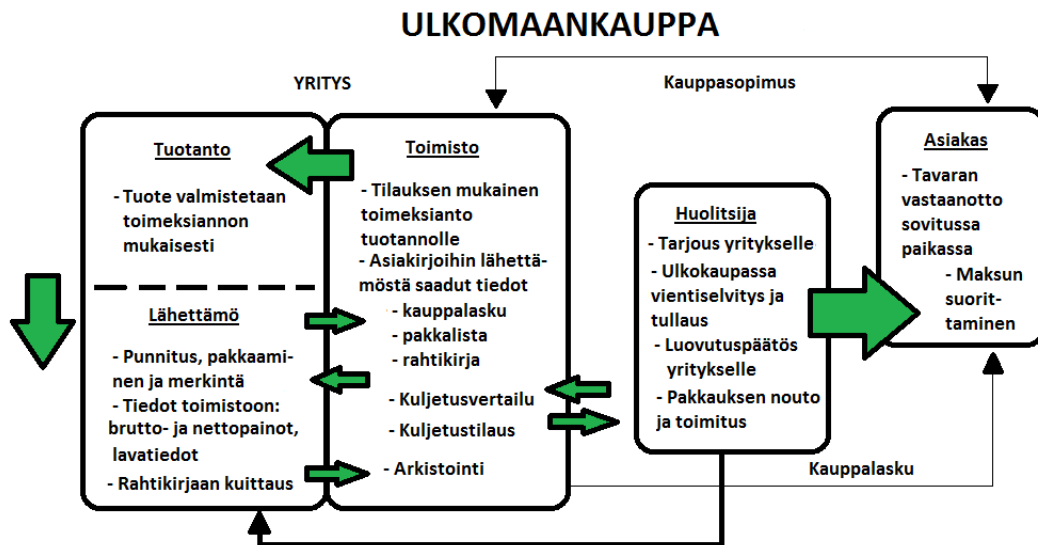 ULKOMAANKAUPPA
YRITYS
Kauppasopimus
Tuotanto
- Tuote valmistetaan
toimeksiannon
mukaisesti
Lähettämö
- Punnitus, pakkaami-
nen ja merkintä
- Tiedot toimistoon:
brutto- ja nettopainot,
lavatiedot
- Rahtikirjaan kuittaus
Toimisto
- Tilauksen mukainen
toimeksianto
tuotannolle
- Asiakirjoihin lähettä-
möstä saadut tiedot
- kauppalasku
- pakkalista
- rahtikirja
- Kuljetusvertailu
- Kuljetustilaus
- Arkistointi
Huolitsija
- Tarjous yritykselle
- Ulkokaupassa
vientiselvitys ja
tullaus
- Luovutuspäätös
yritykselle
- Pakkauksen nouto
ja toimitus
Asiakas
- Tavaran
vastaanotto
sovitussa
paikassa
- Maksun
suorit-
taminen
Kauppalasku